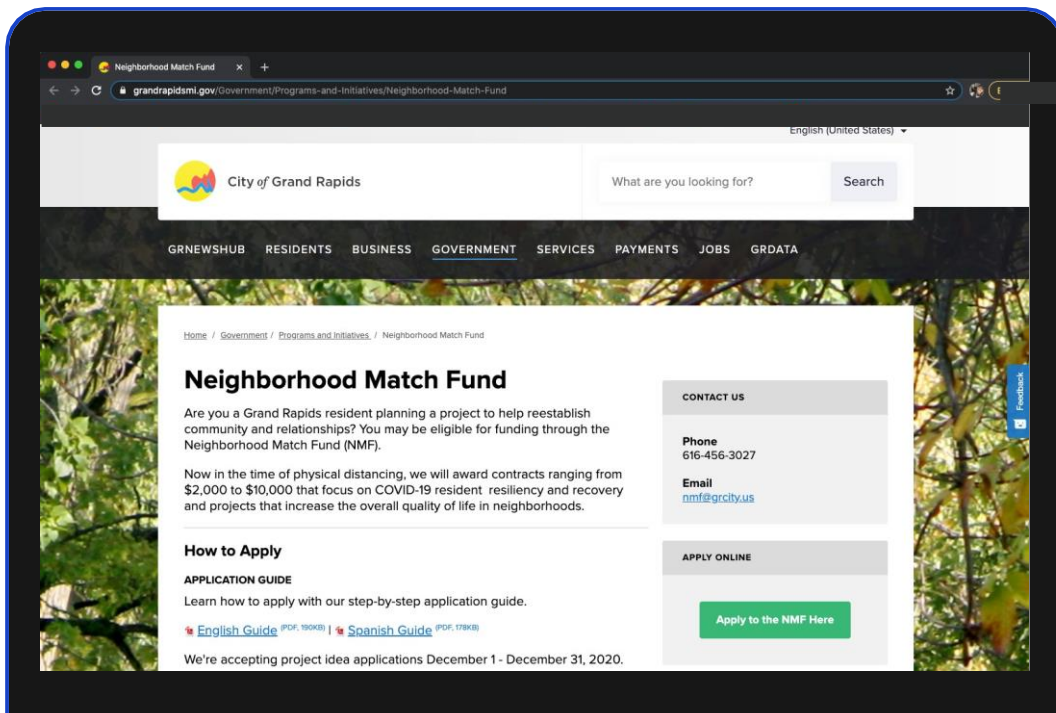 Neighborhood Match Fund
grandrapidsmi.gov/Government/Programs-and-Initiatives/Neighborhood-Match-Fund
English (United States)
City of Grand Rapids
What are you looking for?
Search
GRNEWSHUB RESIDENTS BUSINESS GOVERNMENT SERVICES PAYMENTS JOBS GRDATA
Home / Government / Programs and Initiatives / Neighborhood Match Fund
Neighborhood Match Fund
Are you a Grand Rapids resident planning a project to help reestablish
community and relationships? You may be eligible for funding through the
Neighborhood Match Fund (NMF).
Now in the time of physical distancing, we will award contracts ranging from
$2,000 to $10,000 that focus on COVID-19 resident resiliency and recovery
and projects that increase the overall quality of life in neighborhoods.
How to Apply
APPLICATION GUIDE
Learn how to apply with our step-by-step application guide.
English Guide (PDF, 190KB) | Spanish Guide (PDF, 178KB)
We're accepting project idea applications December 1 - December 31, 2020.
CONTACT US
Phone
616-456-3027
Email
nmf@grcity.us
APPLY ONLINE
Apply to the NMF Here
Feedback